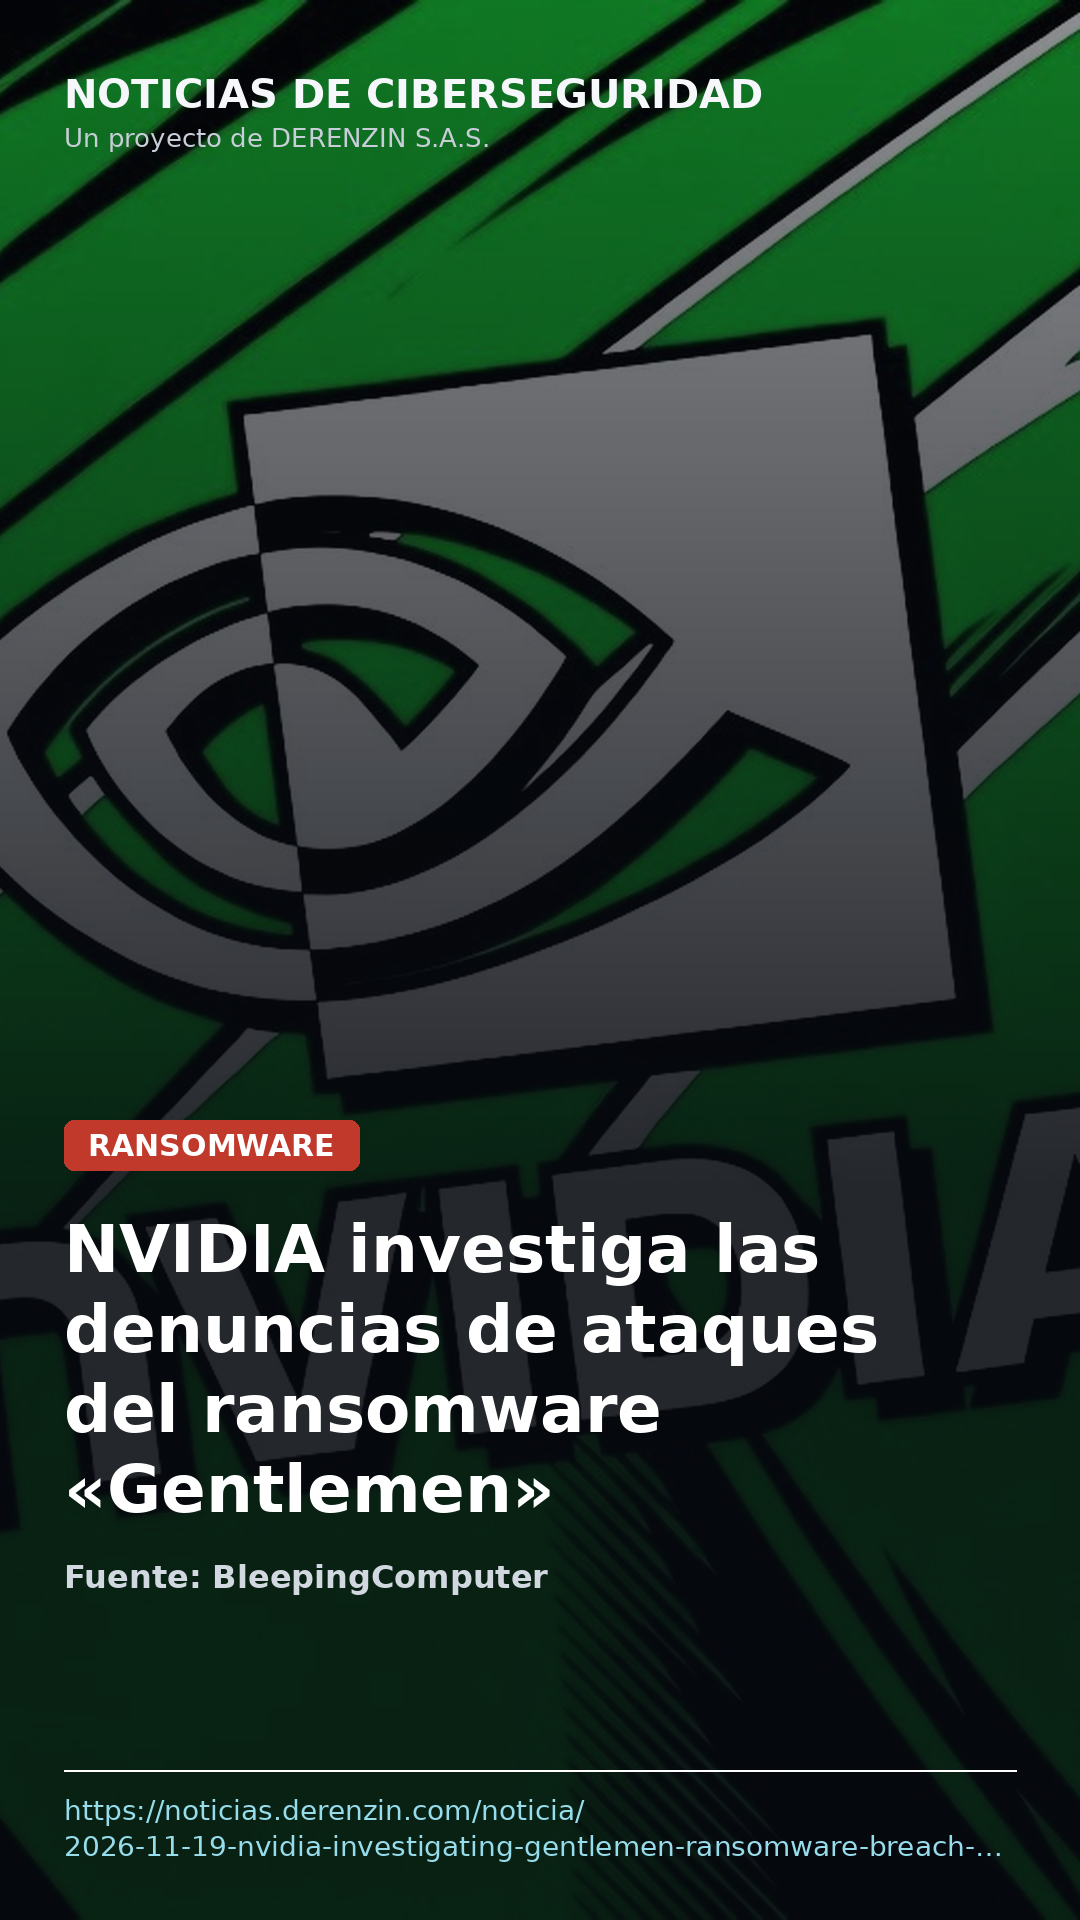 NOTICIAS DE CIBERSEGURIDAD
Un proyecto de DERENZIN S.A.S.
nVIDIA
RANSOMWARE
NVIDIA investiga las
denuncias de ataques
del ransomware
«Gentlemen»
Fuente: BleepingComputer
https://noticias.derenzin.com/noticia/
2026-11-19-nvidia-investigating-gentlemen-ransomware-breach-...